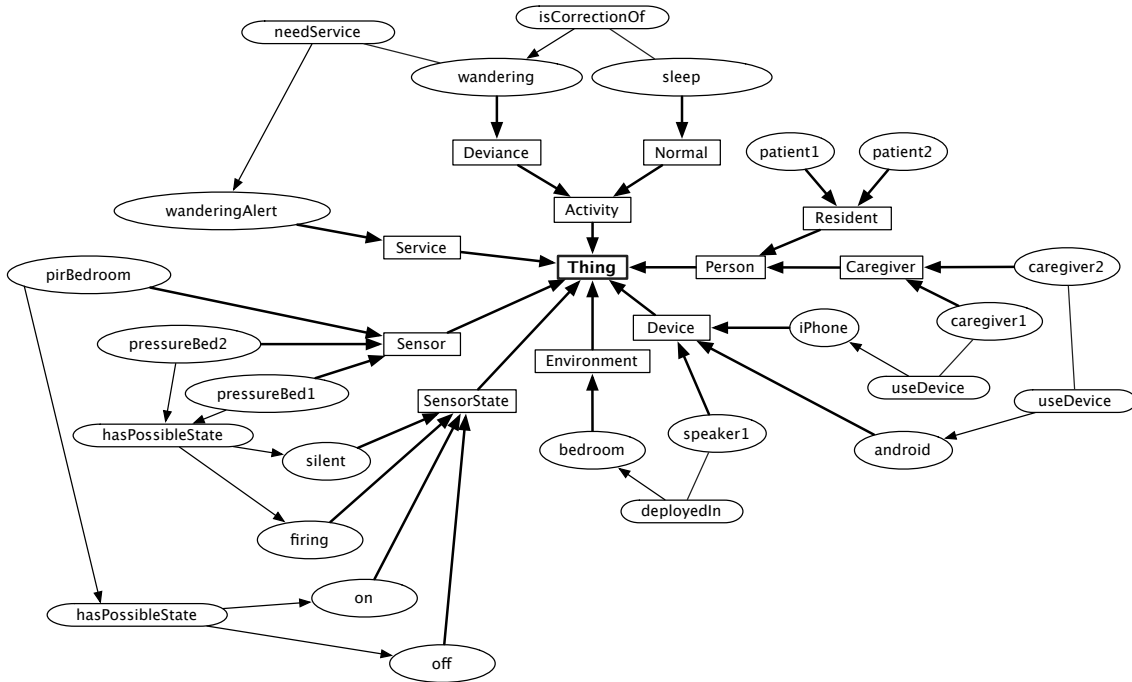 isCorrectionOf
needService
wandering
sleep
Deviance
Normal
patient1
patient2
wanderingAlert
Activity
Resident
Service
Thing
Person
Caregiver
caregiver2
pirBedroom
caregiver1
Device
iPhone
pressureBed2
Sensor
Environment
pressureBed1
SensorState
useDevice
useDevice
hasPossibleState
silent
bedroom
speaker1
android
deployedIn
firing
on
hasPossibleState
off